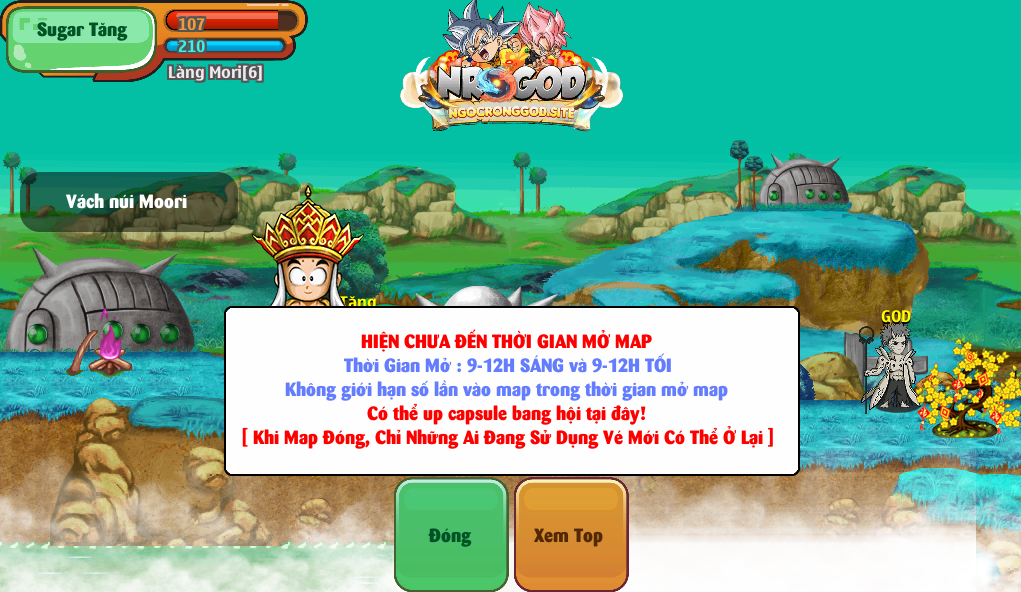 Sugar Tăng
107
210
Làng Mori[6]
NR GOD
NGOCRONGGOD.SITE
Vách núi Moori
Tăng
GOD
HIỆN CHƯA ĐẾN THỜI GIAN MỞ MAP
Thời Gian Mở : 9-12H SÁNG và 9-12H TỐI
Không giới hạn số lần vào map trong thời gian mở map
Có thể up capsule bang hội tại đây!
[ Khi Map Đóng, Chỉ Những Ai Đang Sử Dụng Vé Mới Có Thể Ở Lại ]
Đóng
Xem Top